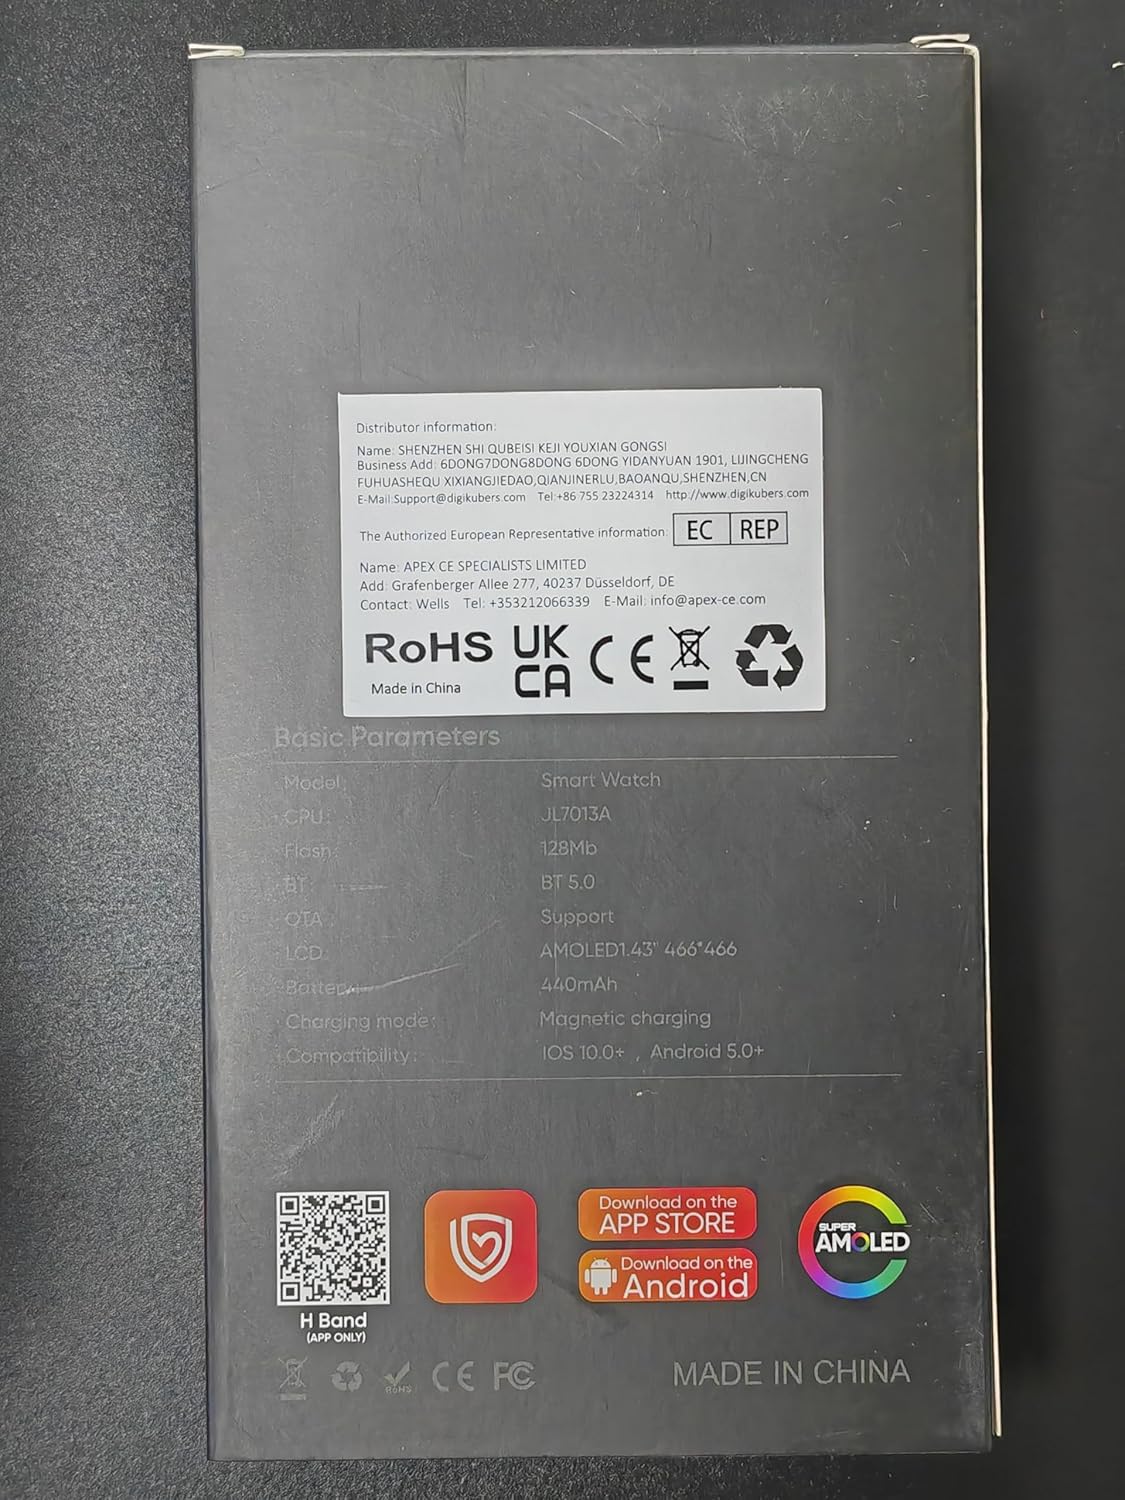 Distributor information:
Name: SHENZHEN SHI QUBEISI KEJI YOUXIAN GONGSI
Business Add: 6DONG7DONG8DONG 6DONG YIDANYUAN 1901, LIJINGCHENG
FUHUASHEQU XIXIANGJIEDAO,QIANJINERLU,BAOANQU,SHENZHEN,CN
E-Mail:Support@digikubers.com Tel:+86 755 23224314 http://www.digikubers.com
The Authorized European Representative information: EC REP
Name: APEX CE SPECIALISTS LIMITED
Add: Grafenberger Allee 277, 40237 Düsseldorf, DE
Contact: Wells Tel: +353212066339 E-Mail: info@apex-ce.com
RoHS UK CA CE
Made in China
Basic Parameters
Model: Smart Watch
CPU: JL7013A
Flash: 128Mb
BT: BT 5.0
OTA: Support
LCD: AMOLED1.43" 466*466
Battery: 440mAh
Charging mode: Magnetic charging
Compatibility: IOS 10.0+ , Android 5.0+
Download on the
APP STORE
Download on the
Android
SUPER
AMOLED
H Band
(APP ONLY)
RoHS CE FC
MADE IN CHINA